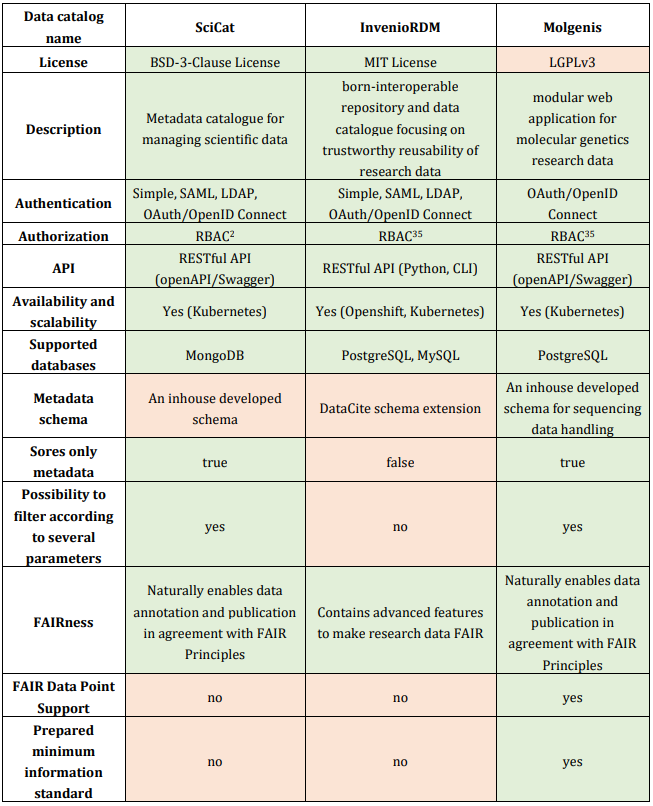 Data catalog name SciCat InvenioRDM Molgenis
License BSD-3-Clause License MIT License LGPLv3
Description
Metadata catalogue for
managing scientific data
born-interoperable
repository and data
catalogue focusing on
trustworthy reusability of
research data
modular web
application for
molecular genetics
research data
Authentication
Simple, SAML, LDAP,
OAuth/OpenID Connect
Simple, SAML, LDAP,
OAuth/OpenID Connect
OAuth/OpenID
Connect
Authorization RBAC² RBAC³⁵ RBAC³⁵
API
RESTful API
(openAPI/Swagger)
RESTful API (Python, CLI)
RESTful API
(openAPI/Swagger)
Availability and
scalability
Yes (Kubernetes)
Yes (Openshift, Kubernetes)
Yes (Kubernetes)
Supported
databases
MongoDB
PostgreSQL, MySQL
PostgreSQL
Metadata
schema
An inhouse developed
schema
DataCite schema extension
An inhouse developed
schema for sequencing
data handling
Sores only
metadata
true
false
true
Possibility to
filter according
to several
parameters
yes
no
yes
FAIRness
Naturally enables data
annotation and publication
in agreement with FAIR
Principles
Contains advanced features
to make research data FAIR
Naturally enables data
annotation and
publication in
agreement with FAIR
Principles
FAIR Data Point
Support
no
no
yes
Prepared
minimum
information
standard
no
no
yes